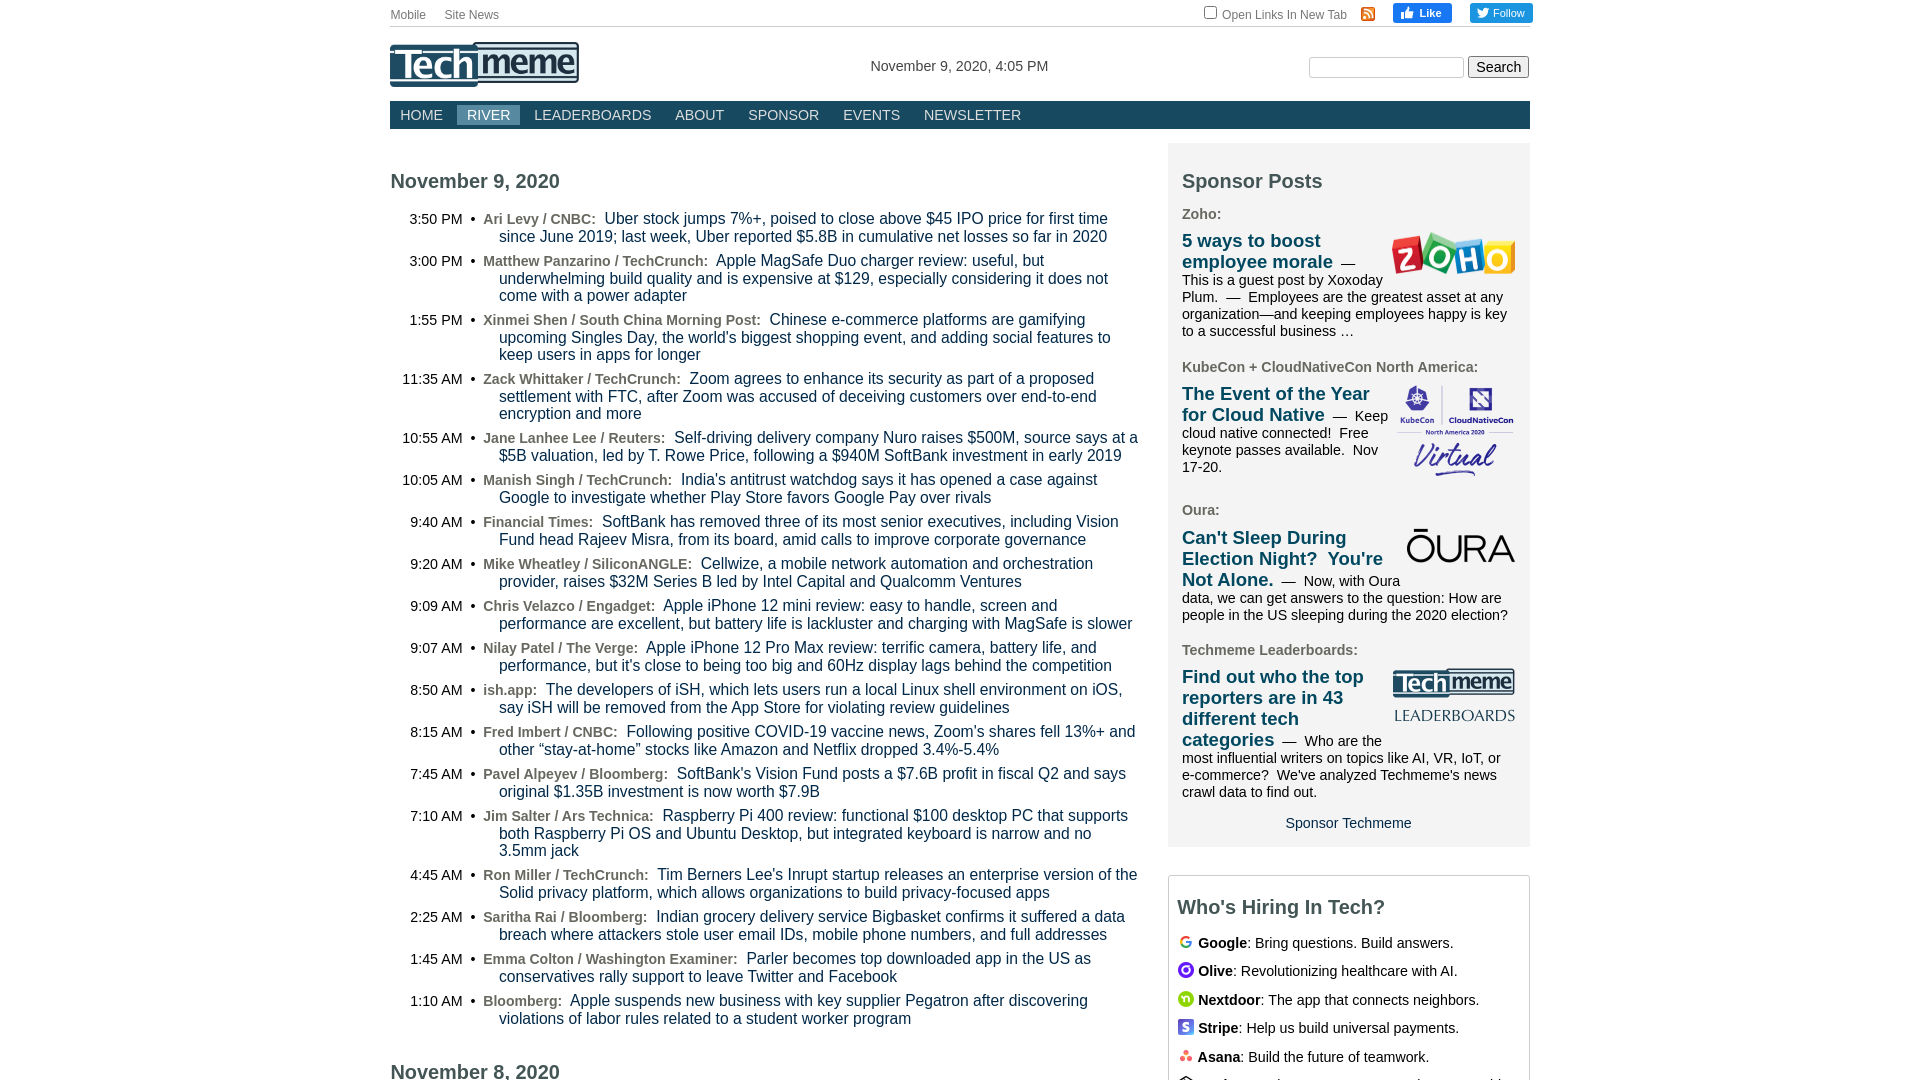 Mobile Site News
Open Links In New Tab Like Follow
Techmeme
November 9, 2020, 4:05 PM
Search
HOME RIVER LEADERBOARDS ABOUT SPONSOR EVENTS NEWSLETTER
November 9, 2020
3:50 PM • Ari Levy / CNBC: Uber stock jumps 7%+, poised to close above $45 IPO price for first time
since June 2019; last week, Uber reported $5.8B in cumulative net losses so far in 2020
3:00 PM • Matthew Panzarino / TechCrunch: Apple MagSafe Duo charger review: useful, but
underwhelming build quality and is expensive at $129, especially considering it does not
come with a power adapter
1:55 PM • Xinmei Shen / South China Morning Post: Chinese e-commerce platforms are gamifying
upcoming Singles Day, the world's biggest shopping event, and adding social features to
keep users in apps for longer
11:35 AM • Zack Whittaker / TechCrunch: Zoom agrees to enhance its security as part of a proposed
settlement with FTC, after Zoom was accused of deceiving customers over end-to-end
encryption and more
10:55 AM • Jane Lanhee Lee / Reuters: Self-driving delivery company Nuro raises $500M, source says at a
$5B valuation, led by T. Rowe Price, following a $940M SoftBank investment in early 2019
10:05 AM • Manish Singh / TechCrunch: India's antitrust watchdog says it has opened a case against
Google to investigate whether Play Store favors Google Pay over rivals
9:40 AM • Financial Times: SoftBank has removed three of its most senior executives, including Vision
Fund head Rajeev Misra, from its board, amid calls to improve corporate governance
9:20 AM • Mike Wheatley / SiliconANGLE: Cellwize, a mobile network automation and orchestration
provider, raises $32M Series B led by Intel Capital and Qualcomm Ventures
9:09 AM • Chris Velazco / Engadget: Apple iPhone 12 mini review: easy to handle, screen and
performance are excellent, but battery life is lackluster and charging with MagSafe is slower
9:07 AM • Nilay Patel / The Verge: Apple iPhone 12 Pro Max review: terrific camera, battery life, and
performance, but it's close to being too big and 60Hz display lags behind the competition
8:50 AM • ish.app: The developers of iSH, which lets users run a local Linux shell environment on iOS,
say iSH will be removed from the App Store for violating review guidelines
8:15 AM • Fred Imbert / CNBC: Following positive COVID-19 vaccine news, Zoom's shares fell 13%+ and
other “stay-at-home” stocks like Amazon and Netflix dropped 3.4%-5.4%
7:45 AM • Pavel Alpeyev / Bloomberg: SoftBank's Vision Fund posts a $7.6B profit in fiscal Q2 and says
original $1.35B investment is now worth $7.9B
7:10 AM • Jim Salter / Ars Technica: Raspberry Pi 400 review: functional $100 desktop PC that supports
both Raspberry Pi OS and Ubuntu Desktop, but integrated keyboard is narrow and no
3.5mm jack
4:45 AM • Ron Miller / TechCrunch: Tim Berners Lee's Inrupt startup releases an enterprise version of the
Solid privacy platform, which allows organizations to build privacy-focused apps
2:25 AM • Saritha Rai / Bloomberg: Indian grocery delivery service Bigbasket confirms it suffered a data
breach where attackers stole user email IDs, mobile phone numbers, and full addresses
1:45 AM • Emma Colton / Washington Examiner: Parler becomes top downloaded app in the US as
conservatives rally support to leave Twitter and Facebook
1:10 AM • Bloomberg: Apple suspends new business with key supplier Pegatron after discovering
violations of labor rules related to a student worker program
November 8, 2020
Sponsor Posts
Zoho:
5 ways to boost
employee morale —
ZOHO
This is a guest post by Xoxoday
Plum. — Employees are the greatest asset at any
organization—and keeping employees happy is key
to a successful business …
KubeCon + CloudNativeCon North America:
The Event of the Year
for Cloud Native — Keep
cloud native connected! Free
keynote passes available. Nov
17-20.
KubeCon CloudNativeCon
North America 2020
Virtual
Oura:
Can't Sleep During
Election Night? You're
Not Alone. — Now, with Oura
ŌURA
data, we can get answers to the question: How are
people in the US sleeping during the 2020 election?
Techmeme Leaderboards:
Find out who the top
reporters are in 43
different tech
categories — Who are the
Techmeme
LEADERBOARDS
most influential writers on topics like AI, VR, IoT, or
e-commerce? We've analyzed Techmeme's news
crawl data to find out.
Sponsor Techmeme
Who's Hiring In Tech?
Google: Bring questions. Build answers.
Olive: Revolutionizing healthcare with AI.
Nextdoor: The app that connects neighbors.
Stripe: Help us build universal payments.
Asana: Build the future of teamwork.